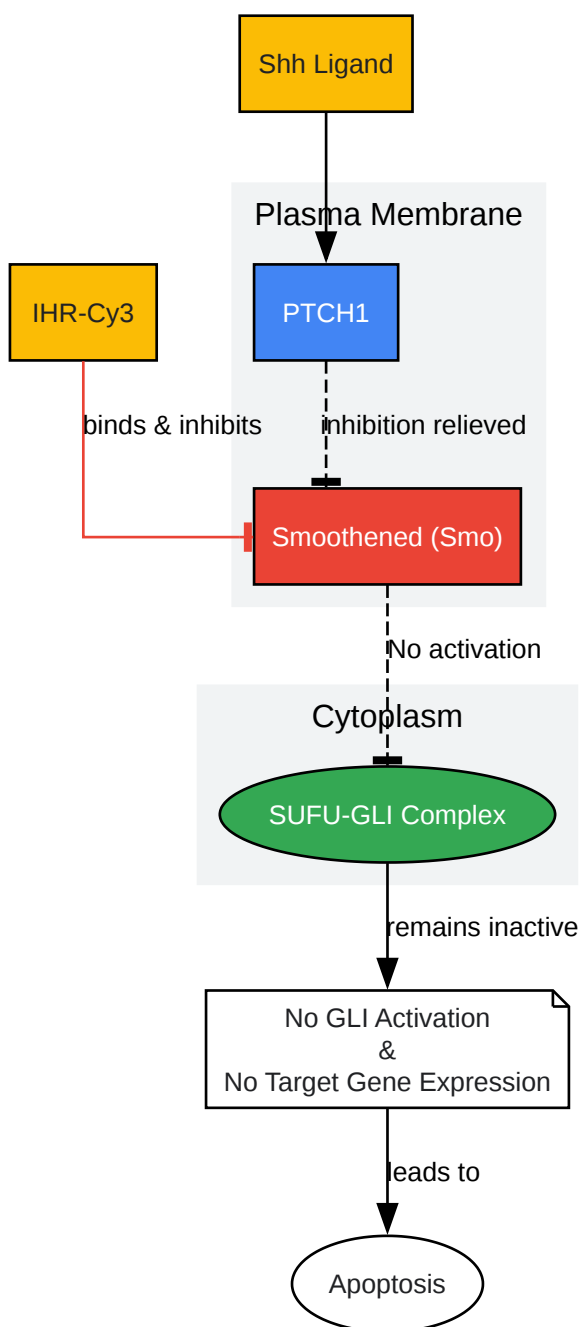 Shh Ligand
Plasma Membrane
IHR-Cy3
PTCH1
binds & inhibits
inhibition relieved
Smoothened (Smo)
No activation
Cytoplasm
SUFU-GLI Complex
remains inactive
No GLI Activation
&
No Target Gene Expression
leads to
Apoptosis